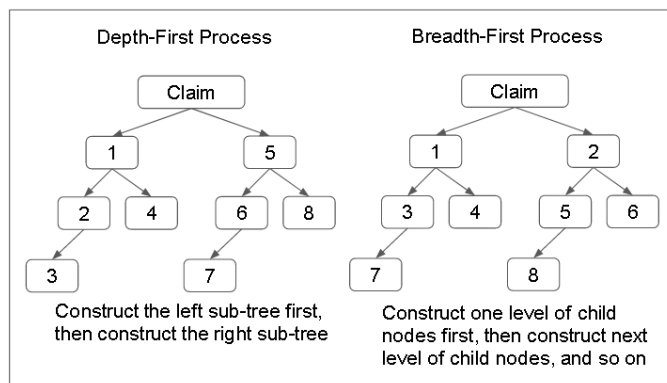 Depth-First Process
Claim
1
5
2
4
6
8
3
7
Construct the left sub-tree first,
then construct the right sub-tree
Breadth-First Process
Claim
1
2
3
4
5
6
7
8
Construct one level of child
nodes first, then construct next
level of child nodes, and so on